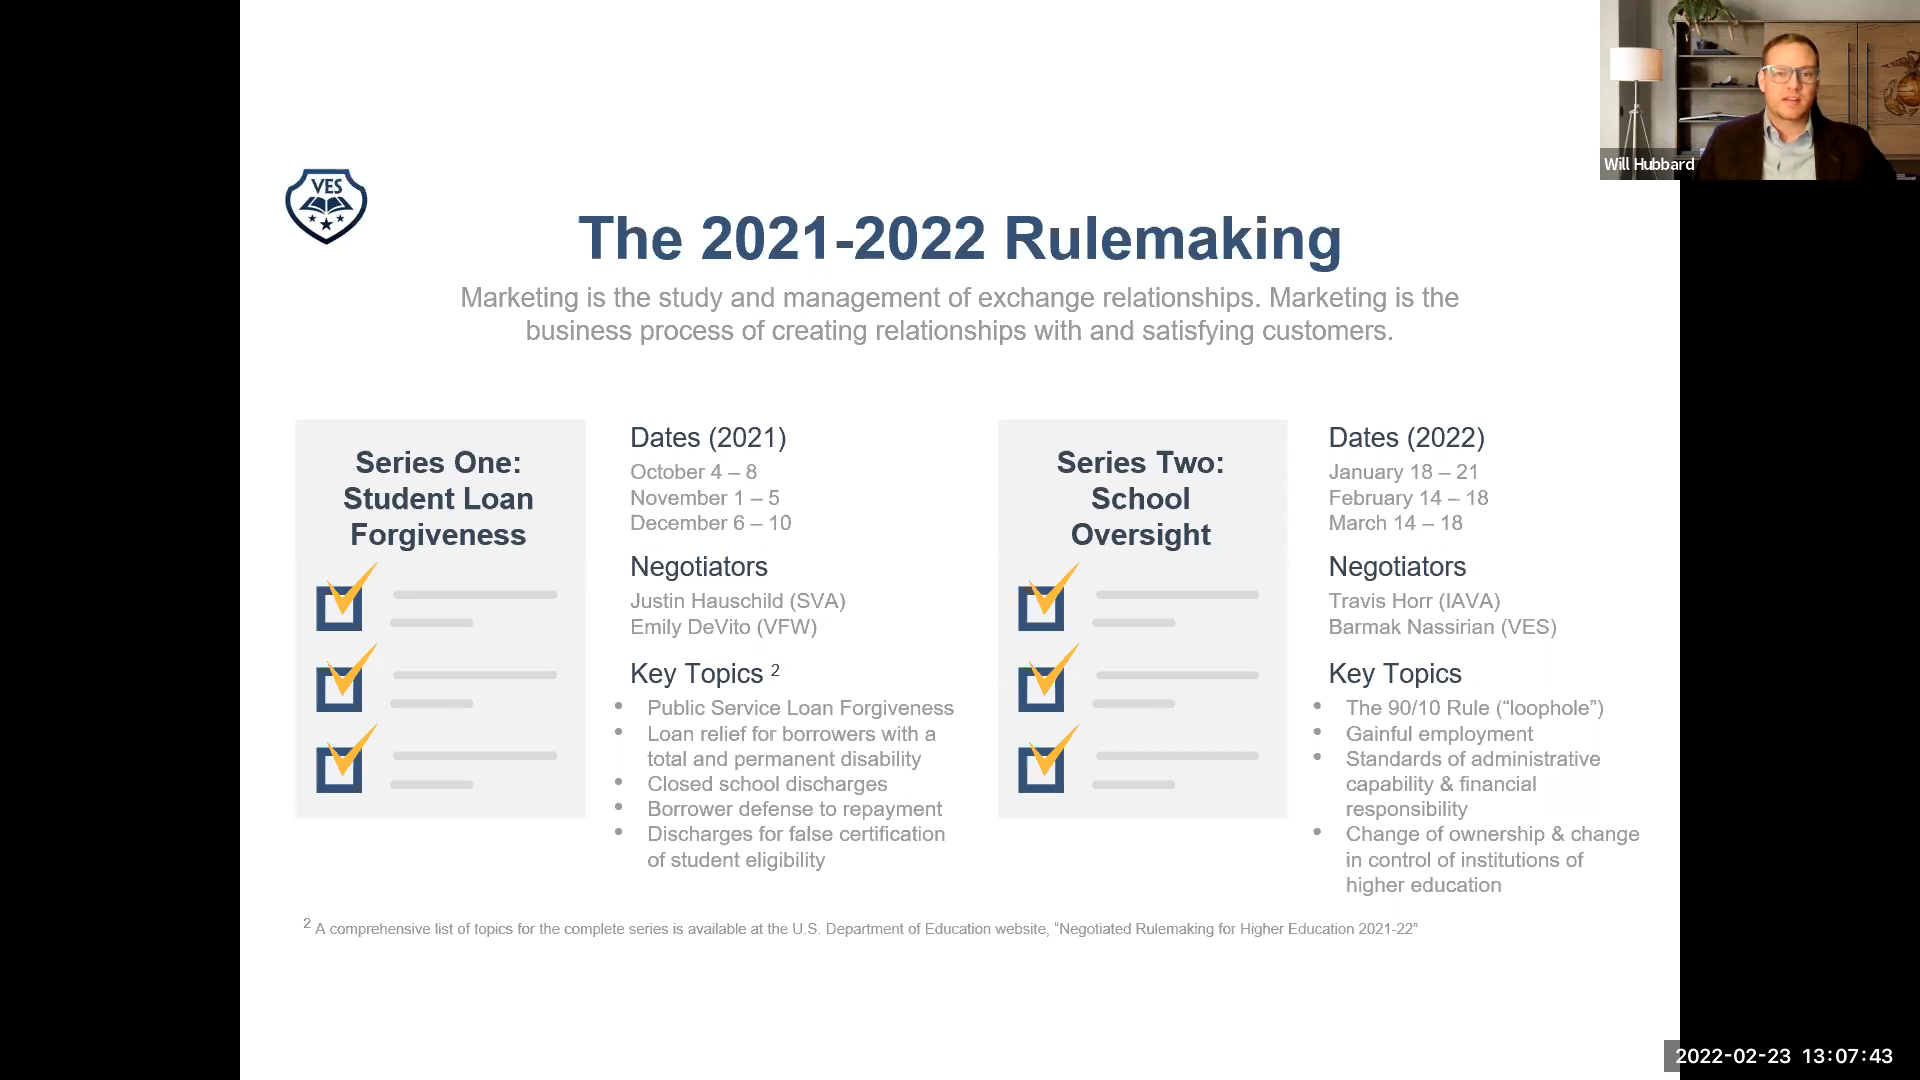 Will Hubbard
VES
The 2021-2022 Rulemaking
Marketing is the study and management of exchange relationships. Marketing is the
business process of creating relationships with and satisfying customers.
Series One:
Student Loan
Forgiveness
Dates (2021)
October 4 – 8
November 1 – 5
December 6 – 10
Negotiators
Justin Hauschild (SVA)
Emily DeVito (VFW)
Key Topics ²
• Public Service Loan Forgiveness
• Loan relief for borrowers with a
total and permanent disability
• Closed school discharges
• Borrower defense to repayment
• Discharges for false certification
of student eligibility
Series Two:
School
Oversight
Dates (2022)
January 18 – 21
February 14 – 18
March 14 – 18
Negotiators
Travis Horr (IAVA)
Barmak Nassirian (VES)
Key Topics
• The 90/10 Rule (“loophole”)
• Gainful employment
• Standards of administrative
capability & financial
responsibility
• Change of ownership & change
in control of institutions of
higher education
² A comprehensive list of topics for the complete series is available at the U.S. Department of Education website, “Negotiated Rulemaking for Higher Education 2021-22”
2022-02-23 13:07:43